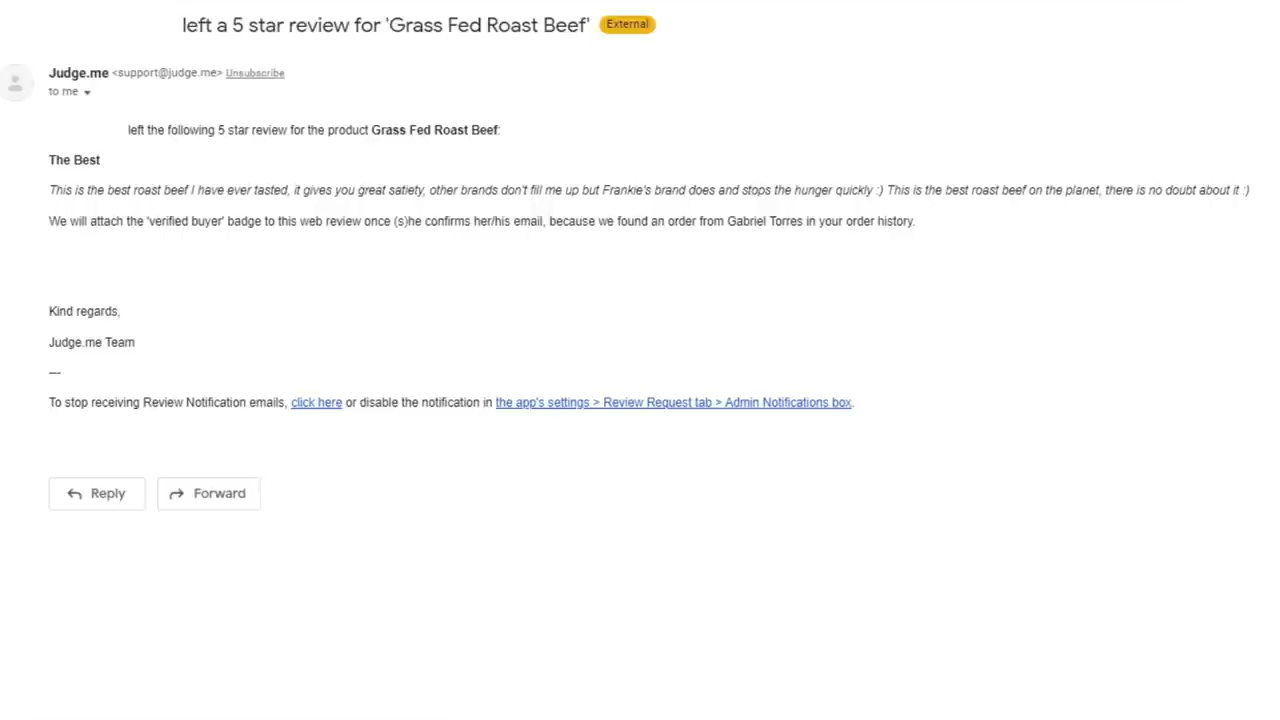 left a 5 star review for 'Grass Fed Roast Beef' External
Judge.me <support@judge.me> Unsubscribe
to me
left the following 5 star review for the product Grass Fed Roast Beef:
The Best
This is the best roast beef I have ever tasted, it gives you great satiety, other brands don't fill me up but Frankie's brand does and stops the hunger quickly :) This is the best roast beef on the planet, there is no doubt about it :)
We will attach the 'verified buyer' badge to this web review once (s)he confirms her/his email, because we found an order from Gabriel Torres in your order history.
Kind regards,
Judge.me Team
---
To stop receiving Review Notification emails, click here or disable the notification in the app's settings > Review Request tab > Admin Notifications box.
Reply Forward